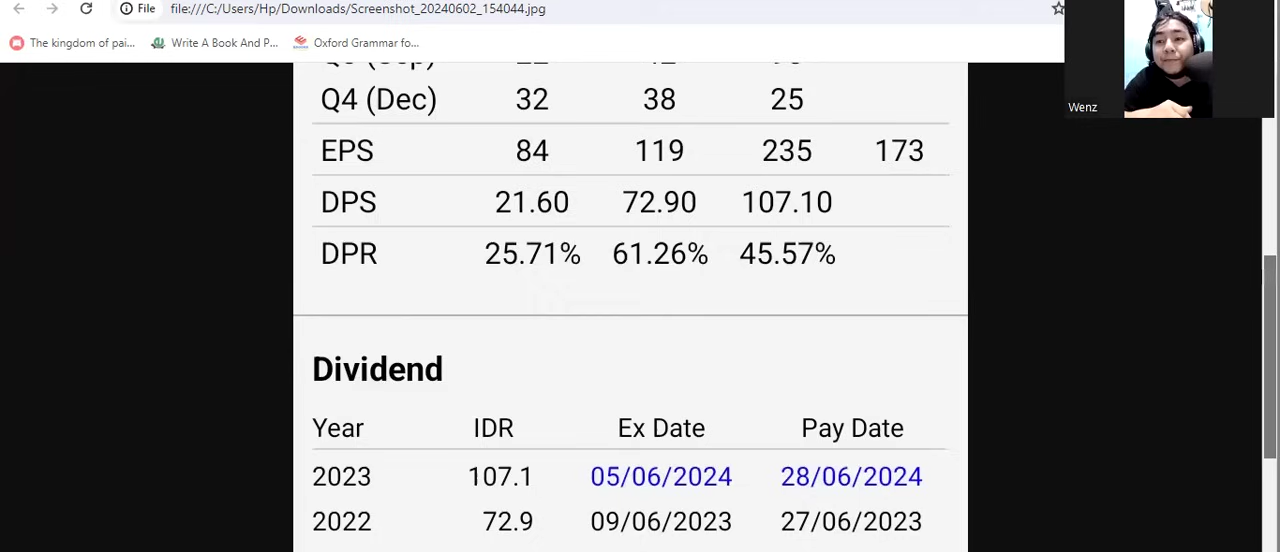 File file:///C:/Users/Hp/Downloads/Screenshot_20240602_154044.jpg
The kingdom of pai... Write A Book And P... Oxford Grammar fo...
Wenz
Q4 (Dec) 32 38 25
EPS 84 119 235 173
DPS 21.60 72.90 107.10
DPR 25.71% 61.26% 45.57%
Dividend
Year IDR Ex Date Pay Date
2023 107.1 05/06/2024 28/06/2024
2022 72.9 09/06/2023 27/06/2023